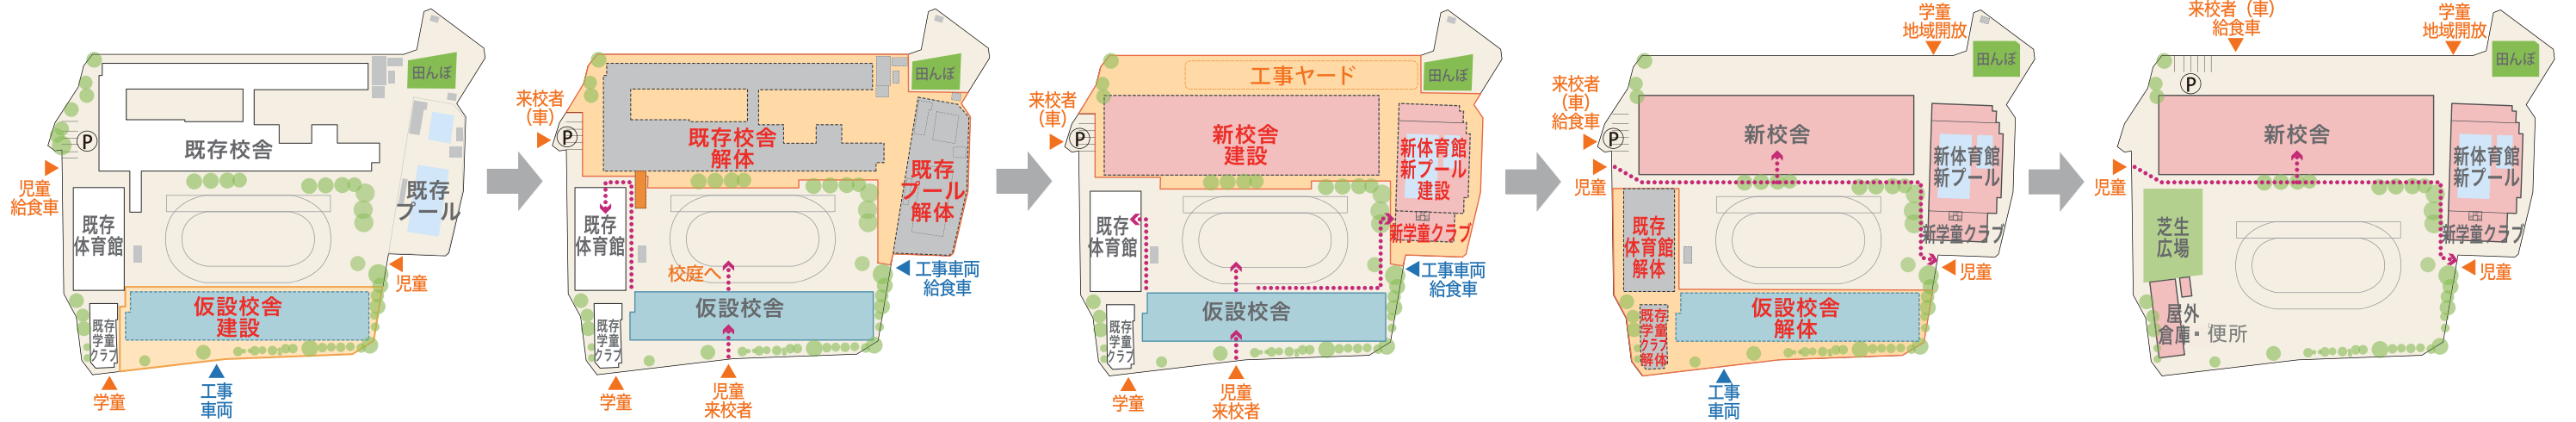 田んぼ
P
既存校舎
児童
給食車
既存
プール
既存
体育館
児童
仮設校舎
建設
既存
学童
クラブ
学童
工事
車両
来校者
（車）
P
田んぼ
既存校舎
解体
既存
プール
解体
既存
体育館
校庭へ
工事車両
給食車
仮設校舎
既存
学童
クラブ
学童
児童
来校者
来校者
（車）
P
工事ヤード
田んぼ
新校舎
建設
新体育館
新プール
建設
新学童クラブ
既存
体育館
工事車両
給食車
仮設校舎
既存
学童
クラブ
学童
児童
来校者
学童
地域開放
田んぼ
来校者
（車）
給食車
P
児童
新校舎
新体育館
新プール
新学童クラブ
既存
体育館
解体
児童
仮設校舎
解体
既存
学童
クラブ
解体
工事
車両
来校者（車）
給食車
学童
地域開放
田んぼ
P
新校舎
新体育館
新プール
新学童クラブ
児童
芝生
広場
児童
屋外
倉庫・便所